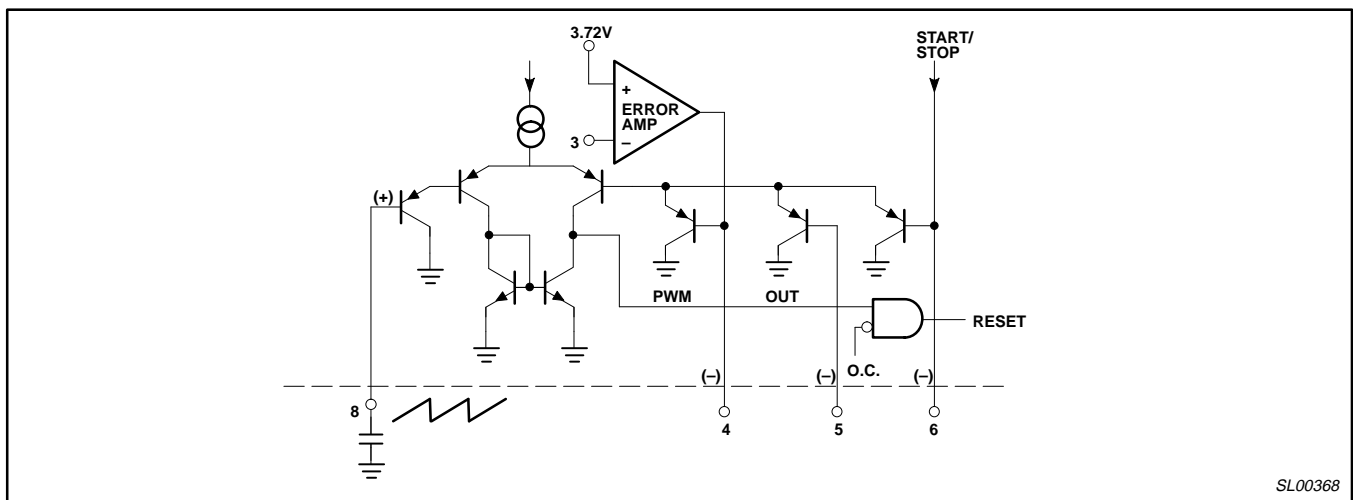 3.72V
START/
STOP
+
ERROR
AMP
3
–
(+)
PWM
OUT
RESET
O.C.
(–)
(–)
(–)
8
4
5
6
SL00368